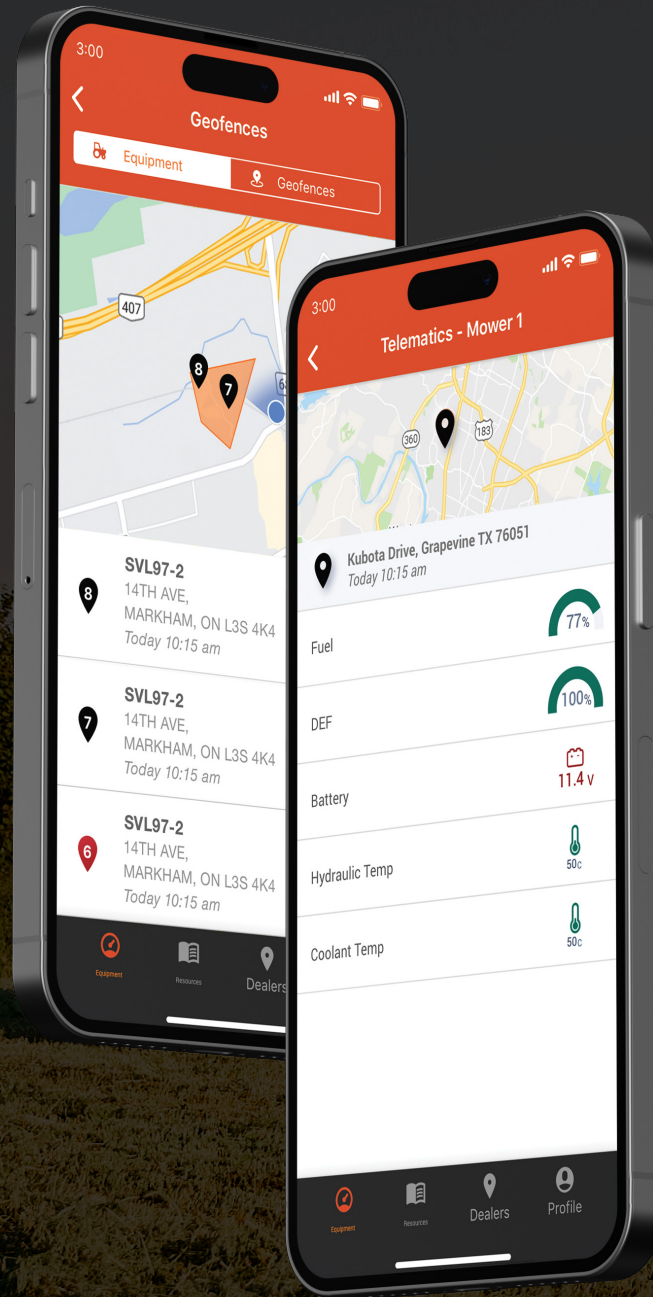 3:00
Geofences
Equipment
Geofences
407
8
7
8
SVL97-2
14TH AVE,
MARKHAM, ON L3S 4K4
Today 10:15 am
7
SVL97-2
14TH AVE,
MARKHAM, ON L3S 4K4
Today 10:15 am
6
SVL97-2
14TH AVE,
MARKHAM, ON L3S 4K4
Today 10:15 am
Equipment
Resources
Dealers
3:00
Telematics - Mower 1
360
183
Kubota Drive, Grapevine TX 76051
Today 10:15 am
Fuel
77%
DEF
100%
Battery
11.4 V
Hydraulic Temp
50c
Coolant Temp
50c
Equipment
Resources
Dealers
Profile